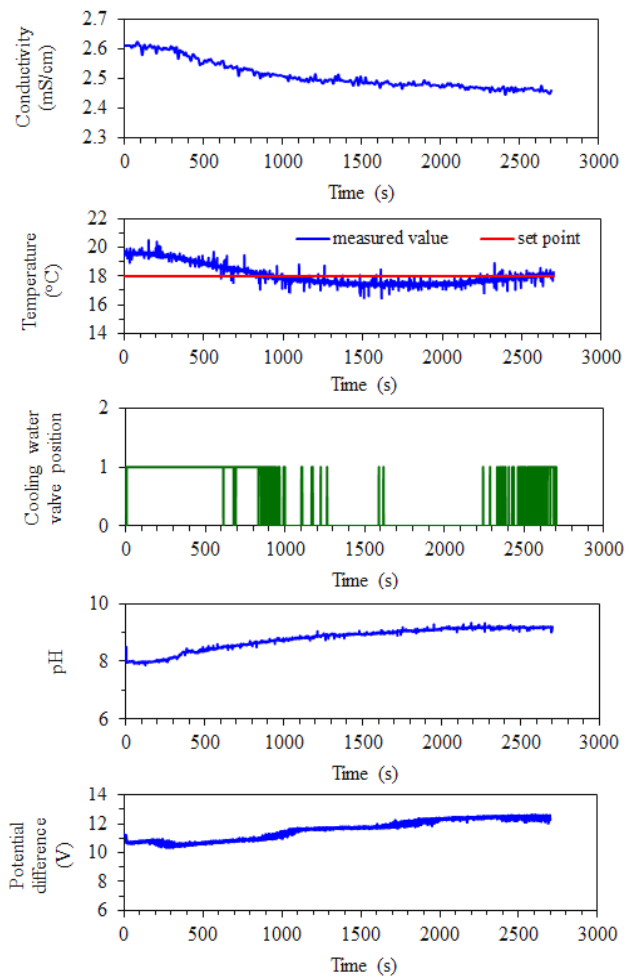 Conductivity
(mS/cm)
2.7
2.6
2.5
2.4
2.3
0 500 1000 1500 2000 2500 3000
Time (s)
Temperature
(°C)
22
20
18
16
14
measured value set point
0 500 1000 1500 2000 2500 3000
Time (s)
Cooling water
valve position
2
1
0
0 500 1000 1500 2000 2500 3000
Time (s)
pH
10
8
6
0 500 1000 1500 2000 2500 3000
Time (s)
Potential
difference
(V)
14
12
10
8
6
0 500 1000 1500 2000 2500 3000
Time (s)